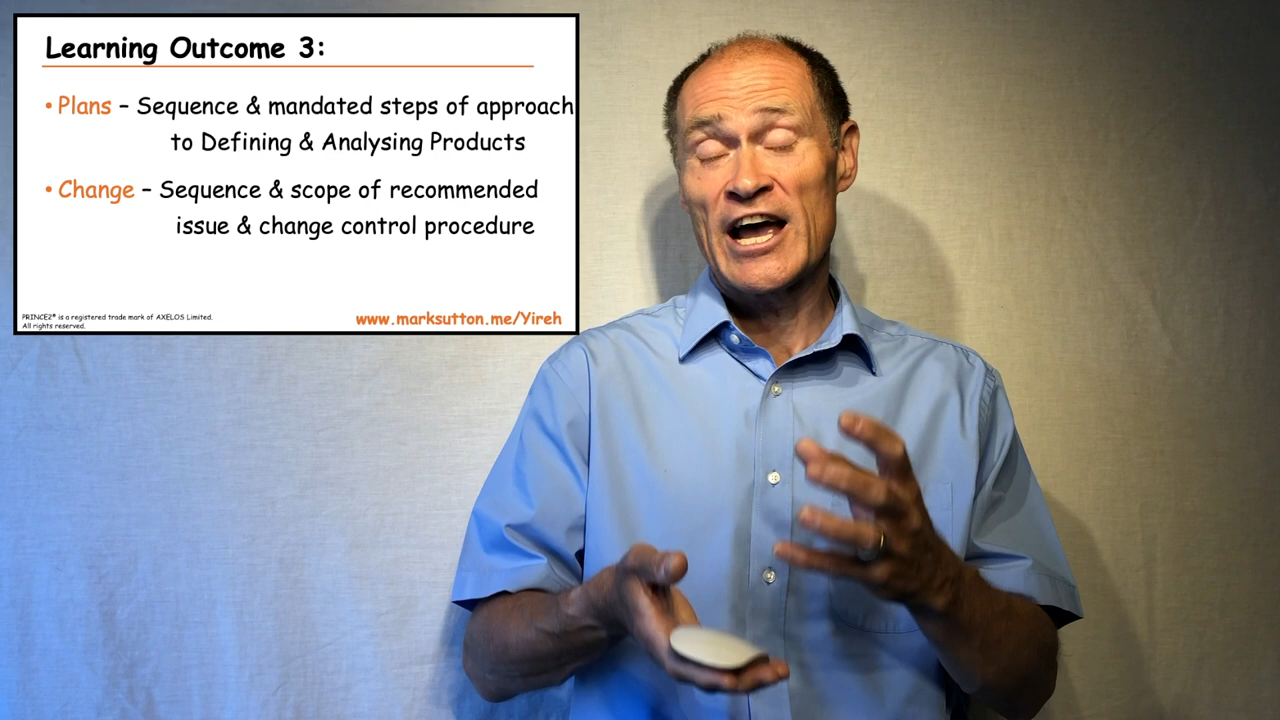 Learning Outcome 3:
• Plans – Sequence & mandated steps of approach
to Defining & Analysing Products
• Change – Sequence & scope of recommended
issue & change control procedure
PRINCE2® is a registered trade mark of AXELOS Limited.
All rights reserved.
www.marksutton.me/Yireh